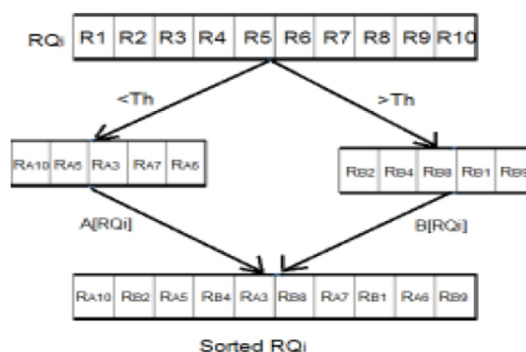 RQi R1 R2 R3 R4 R5 R6 R7 R8 R9 R10
<Th >Th
RA10 RA5 RA3 RA7 RA6
RB2 RB4 RB8 RB1 RB9
A[RQi] B[RQi]
RA10 RB2 RA5 RB4 RA3 RB8 RA7 RB1 RA6 RB9
Sorted RQi